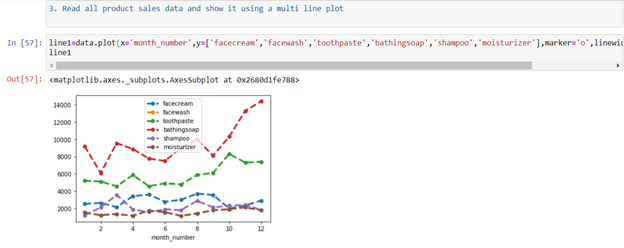 3. Read all product sales data and show it using a multi line plot
In [57]: line1=data.plot(x='month_number',y=['facecream','facewash','toothpaste','bathingsoap','shampoo','moisturizer'],marker='o',linewid
line1
Out[57]: <matplotlib.axes._subplots.AxesSubplot at 0x2680d1fe788>
facecream
facewash
toothpaste
bathingsoap
shampoo
moisturizer
14000
12000
10000
8000
6000
4000
2000
2 4 6 8 10 12
month_number